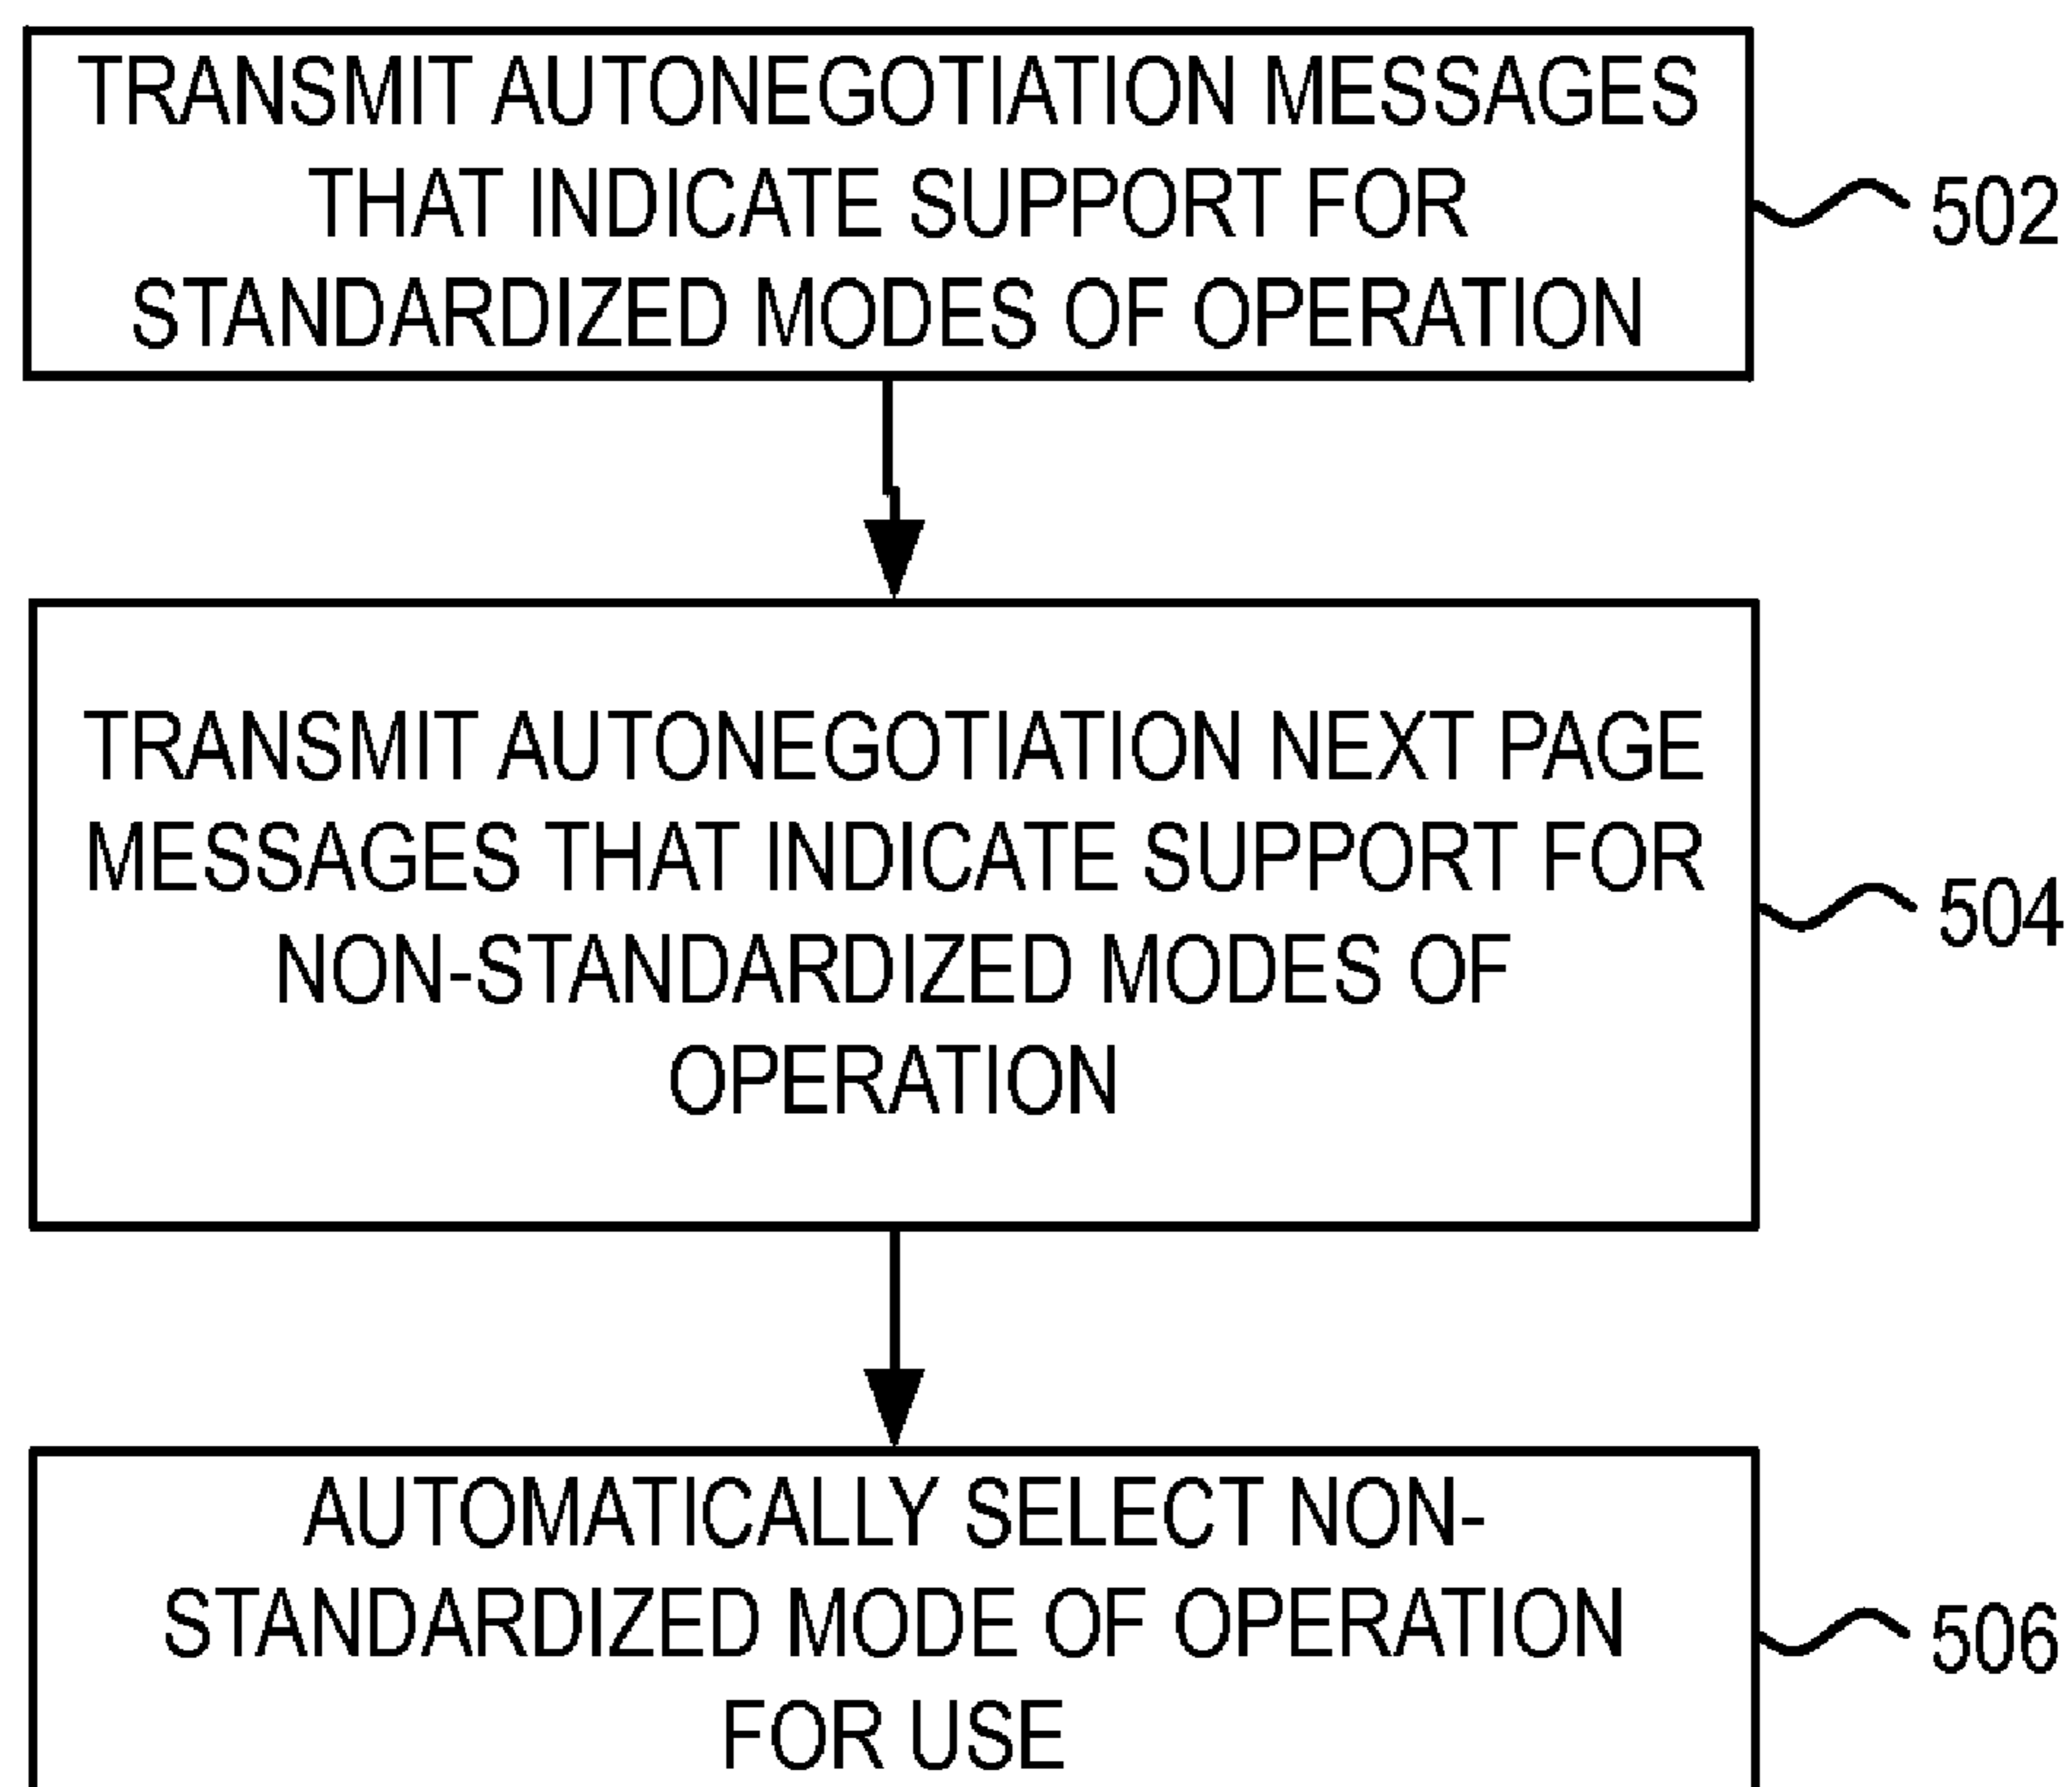 TRANSMIT AUTONEGOTIATION MESSAGES
THAT INDICATE SUPPORT FOR
STANDARDIZED MODES OF OPERATION
502
TRANSMIT AUTONEGOTIATION NEXT PAGE
MESSAGES THAT INDICATE SUPPORT FOR
NON-STANDARDIZED MODES OF
OPERATION
504
AUTOMATICALLY SELECT NON-
STANDARDIZED MODE OF OPERATION
FOR USE
506